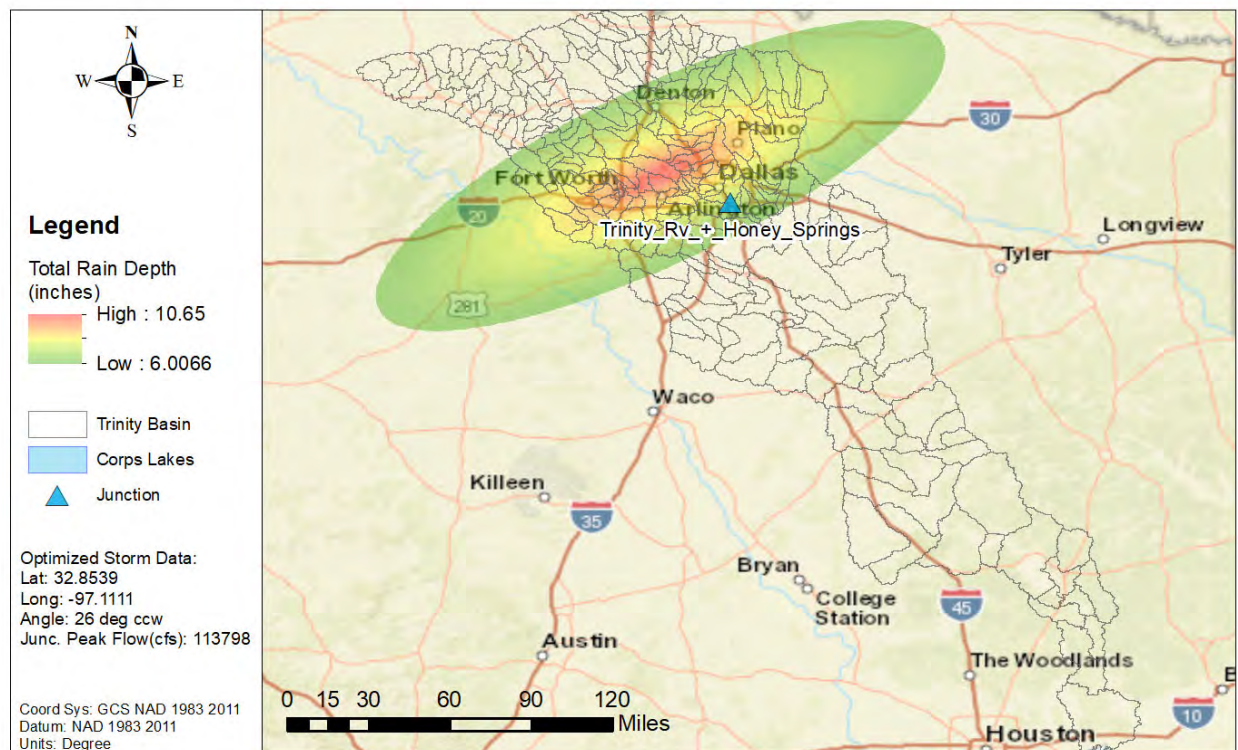 N
W E
S
Legend
Total Rain Depth
(inches)
High : 10.65
Low : 6.0066
Trinity Basin
Corps Lakes
Junction
Optimized Storm Data:
Lat: 32.8539
Long: -97.1111
Angle: 26 deg ccw
Junc. Peak Flow(cfs): 113798
Coord Sys: GCS NAD 1983 2011
Datum: NAD 1983 2011
Units: Degree
Denton
30
Plano
Dallas
Fort Worth
20
Arlington
Trinity_Rv_+_Honey_Springs
Longview
Tyler
281
Waco
Killeen
35
Bryan
College
Station
45
Austin
The Woodlands
10
Houston
0 15 30 60 90 120
Miles